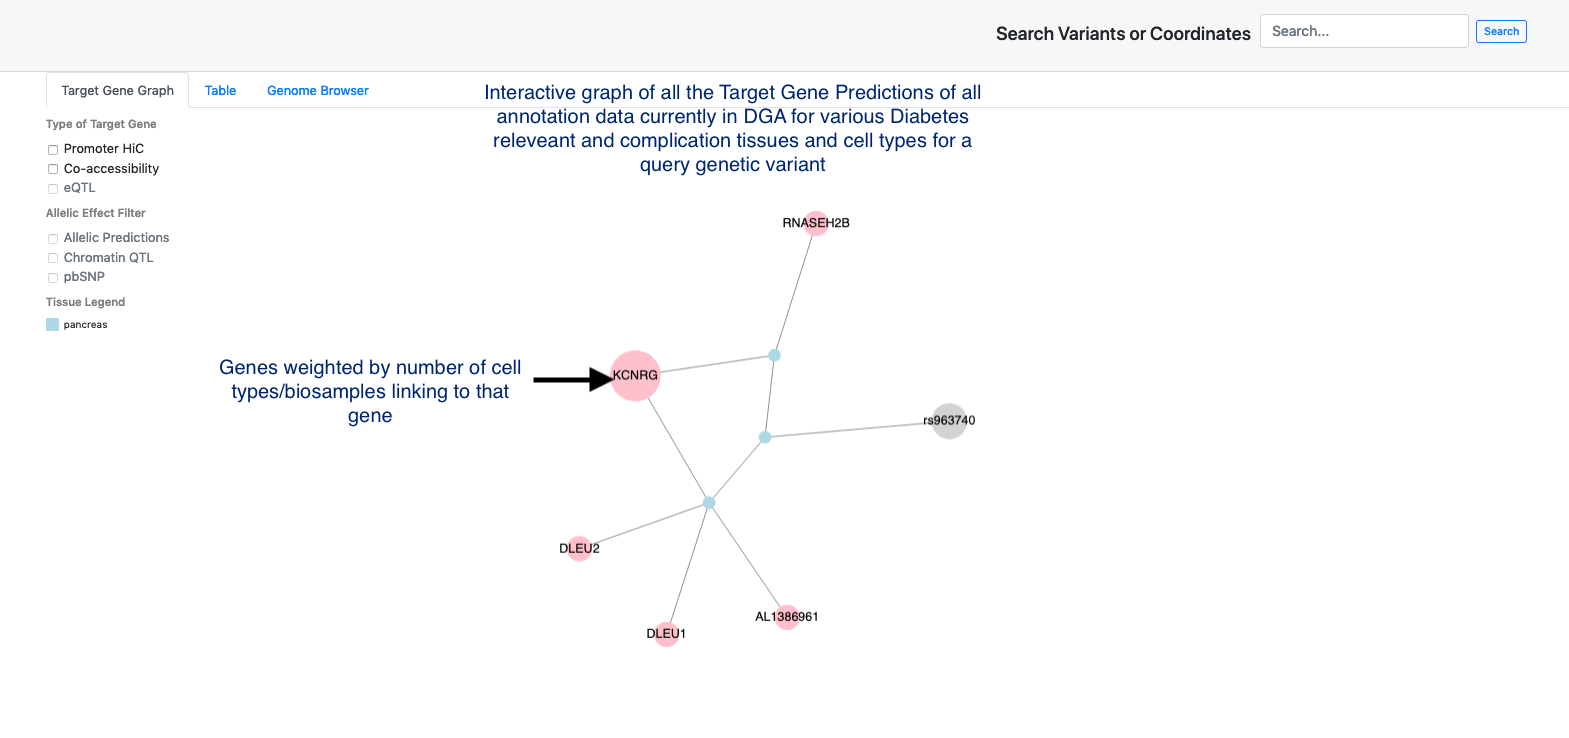 Search Variants or Coordinates Search... Search
Target Gene Graph Table Genome Browser
Interactive graph of all the Target Gene Predictions of all
annotation data currently in DGA for various Diabetes
releveant and complication tissues and cell types for a
query genetic variant
Type of Target Gene
Promoter HiC
Co-accessibility
eQTL
Allelic Effect Filter
Allelic Predictions
Chromatin QTL
pbSNP
Tissue Legend
pancreas
Genes weighted by number of cell
types/biosamples linking to that
gene
RNASEH2B
KCNRG
rs963740
DLEU2
AL1386961
DLEU1